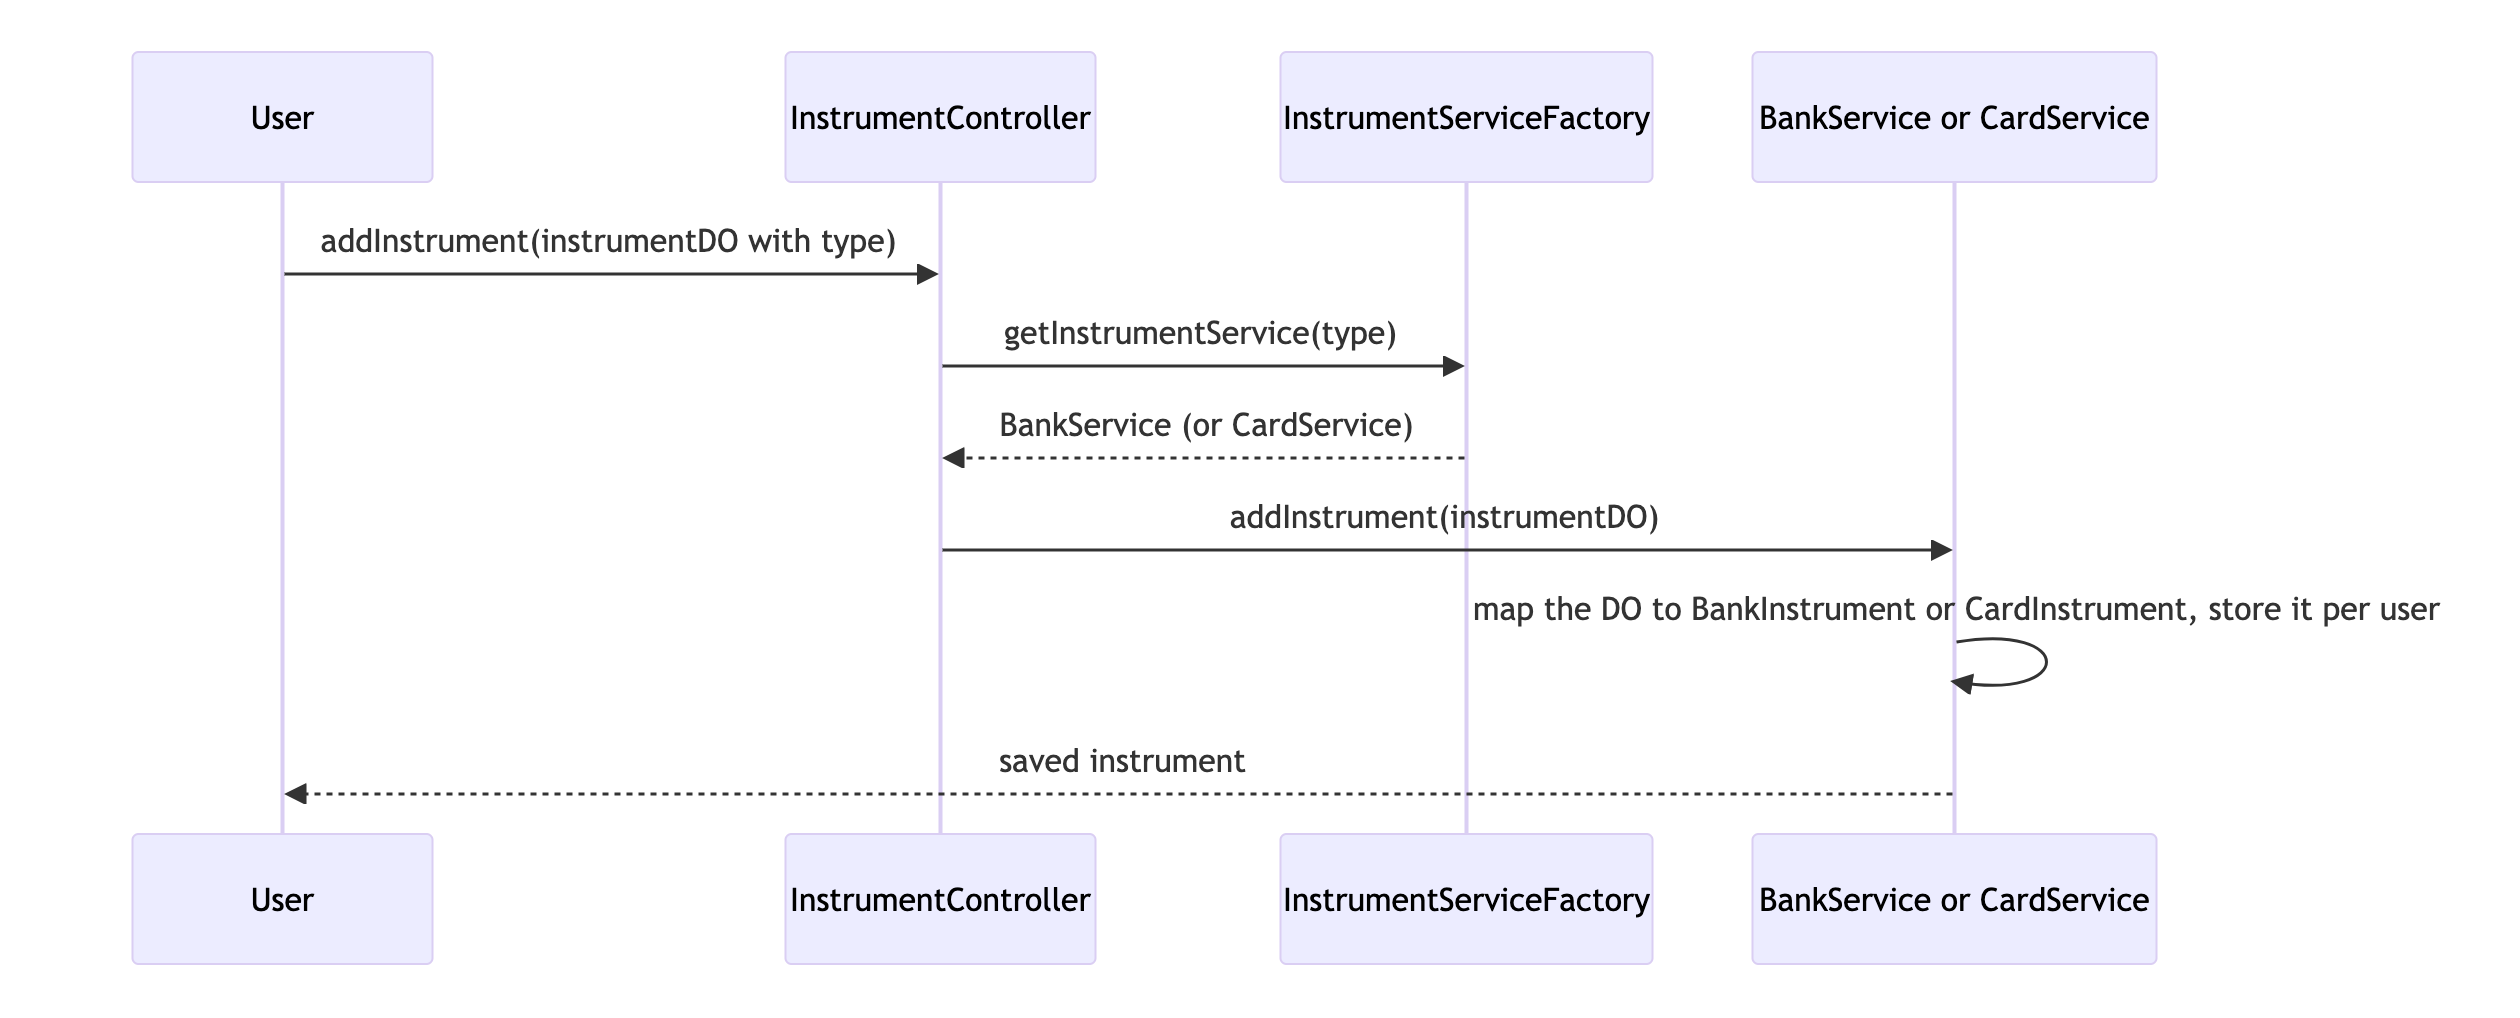 User
InstrumentController
InstrumentServiceFactory
BankService or CardService
addInstrument(instrumentDO with type)
getInstrumentService(type)
BankService (or CardService)
addInstrument(instrumentDO)
map the DO to BankInstrument or CardInstrument, store it per user
saved instrument
User
InstrumentController
InstrumentServiceFactory
BankService or CardService